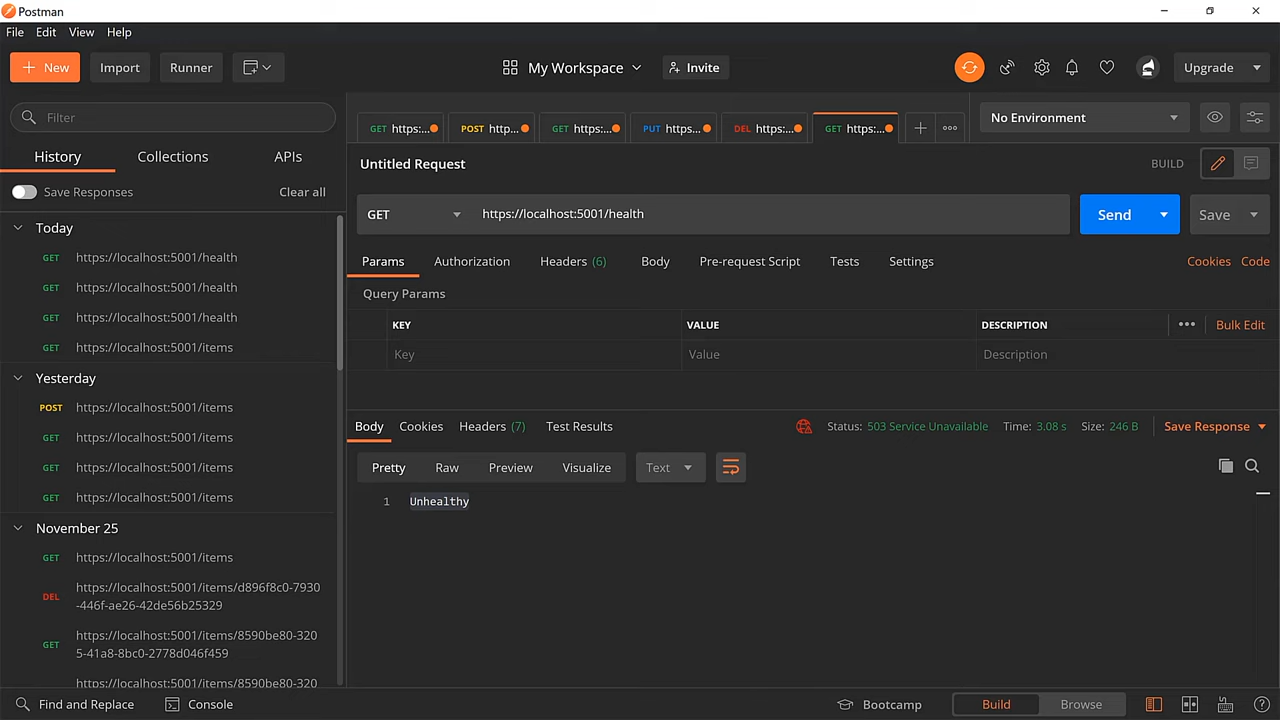 Postman
File Edit View Help
New Import Runner My Workspace Invite Upgrade
Filter
GET https:... POST http... GET https:... PUT https... DEL https:... GET https:... No Environment
History Collections APIs
Untitled Request BUILD
Save Responses Clear all
GET https://localhost:5001/health Send Save
Today
GET https://localhost:5001/health
GET https://localhost:5001/health
GET https://localhost:5001/health
GET https://localhost:5001/items
Yesterday
POST https://localhost:5001/items
GET https://localhost:5001/items
GET https://localhost:5001/items
GET https://localhost:5001/items
November 25
GET https://localhost:5001/items
DEL https://localhost:5001/items/d896f8c0-7930
-446f-ae26-42de56b25329
GET https://localhost:5001/items/8590be80-320
5-41a8-8bc0-2778d046f459
https://localhost:5001/items/8590be80-320
Params Authorization Headers (6) Body Pre-request Script Tests Settings Cookies Code
Query Params
KEY VALUE DESCRIPTION Bulk Edit
Key Value Description
Body Cookies Headers (7) Test Results Status: 503 Service Unavailable Time: 3.08 s Size: 246 B Save Response
Pretty Raw Preview Visualize Text
1 Unhealthy
Find and Replace Console Bootcamp Build Browse